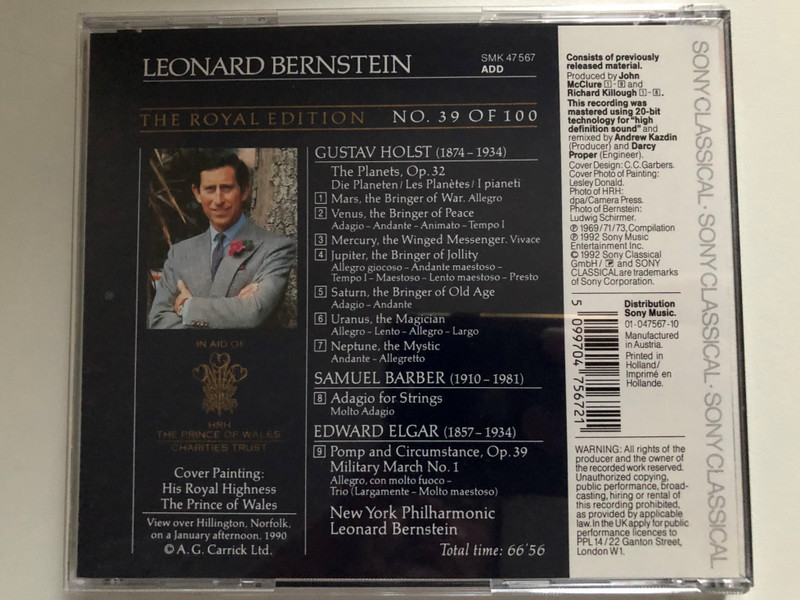 LEONARD BERNSTEIN
SMK 47 567
ADD
THE ROYAL EDITION NO. 39 OF 100
GUSTAV HOLST (1874 – 1934)
The Planets, Op. 32
Die Planeten / Les Planètes / I pianeti
1 Mars, the Bringer of War. Allegro
2 Venus, the Bringer of Peace
Adagio – Andante – Animato – Tempo I
3 Mercury, the Winged Messenger. Vivace
4 Jupiter, the Bringer of Jollity
Allegro giocoso – Andante maestoso –
Tempo I – Maestoso – Lento maestoso – Presto
5 Saturn, the Bringer of Old Age
Adagio – Andante
6 Uranus, the Magician
Allegro – Lento – Allegro – Largo
7 Neptune, the Mystic
Andante – Allegretto
SAMUEL BARBER (1910 – 1981)
8 Adagio for Strings
Molto Adagio
EDWARD ELGAR (1857 – 1934)
9 Pomp and Circumstance, Op. 39
Military March No. 1
Allegro, con molto fuoco –
Trio (Largamente – Molto maestoso)
New York Philharmonic
Leonard Bernstein
Total time: 66'56
IN AID OF
HRH
THE PRINCE OF WALES
CHARITIES TRUST
Cover Painting:
His Royal Highness
The Prince of Wales
View over Hillington, Norfolk,
on a January afternoon, 1990
© A. G. Carrick Ltd.
Consists of previously
released material.
Produced by John
McClure 1 - 9 and
Richard Killough 1 - 8.
This recording was
mastered using 20-bit
technology for "high
definition sound" and
remixed by Andrew Kazdin
(Producer) and Darcy
Proper (Engineer).
Cover Design: C.C. Garbers.
Cover Photo of Painting:
Lesley Donald.
Photo of HRH:
dpa/Camera Press.
Photo of Bernstein:
Ludwig Schirmer.
℗ 1969/71/73, Compilation
℗ 1992 Sony Music
Entertainment Inc.
© 1992 Sony Classical
GmbH / and SONY
CLASSICAL are trademarks
of Sony Corporation.
5 099704 756721
Distribution
Sony Music.
01-047567-10
Manufactured
in Austria.
Printed in
Holland/
Imprimé en
Hollande.
WARNING: All rights of the
producer and the owner of
the recorded work reserved.
Unauthorized copying,
public performance, broad-
casting, hiring or rental of
this recording prohibited,
as provided by applicable
law. In the UK apply for public
performance licences to
PPL 14 / 22 Ganton Street,
London W1.
SONY CLASSICAL · SONY CLASSICAL · SONY CLASSICAL